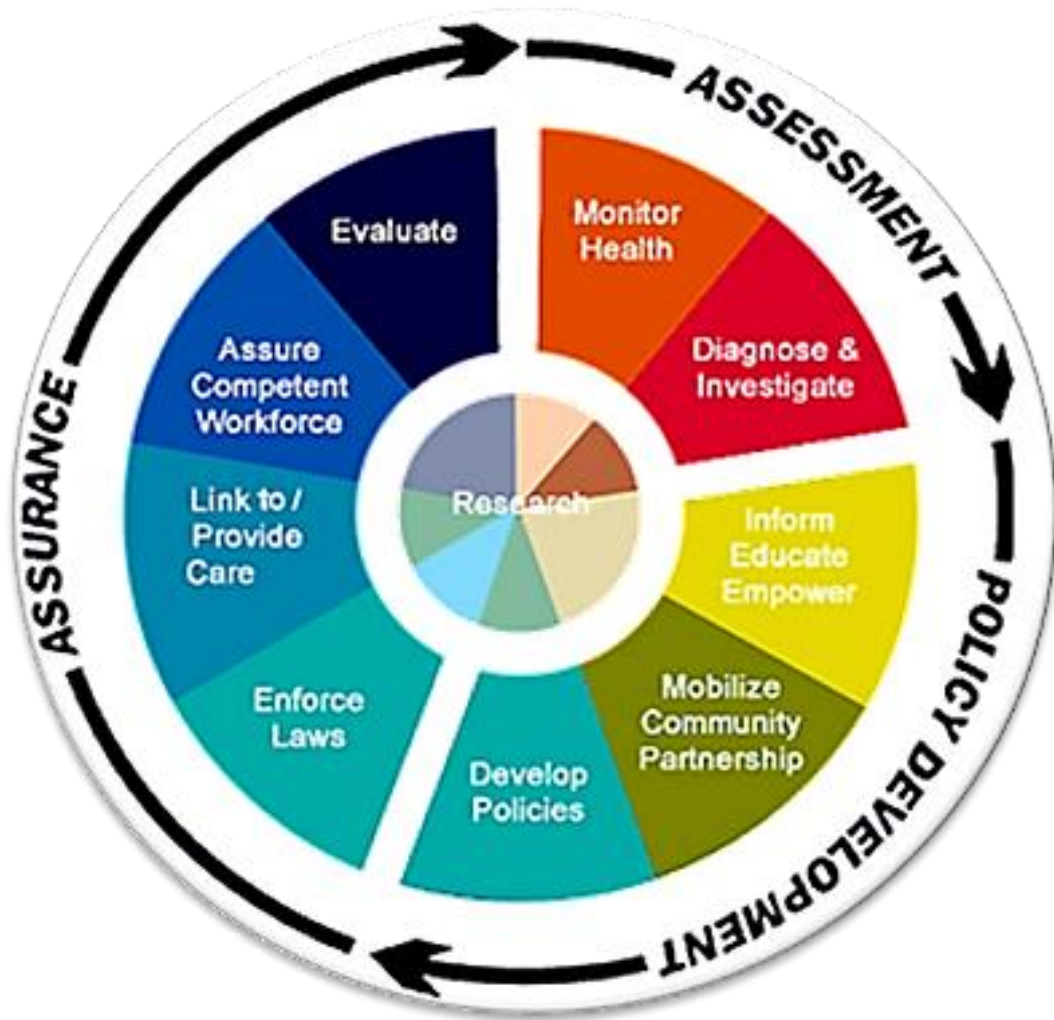 ASSESSMENT
Monitor
Health
Diagnose &
Investigate
POLICY DEVELOPMENT
Inform
Educate
Empower
Mobilize
Community
Partnership
Develop
Policies
ASSURANCE
Enforce
Laws
Link to /
Provide
Care
Assure
Competent
Workforce
Evaluate
Research